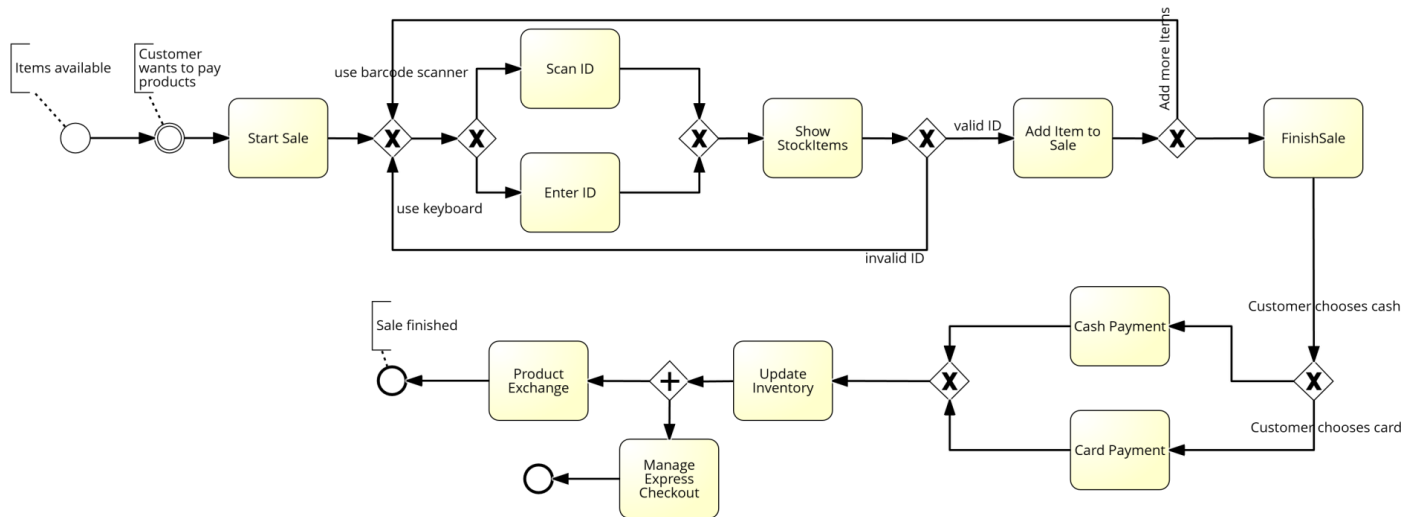 Add more Items
Customer
wants to pay
products
Items available
use barcode scanner
Scan ID
Start Sale
Show
StockItems
valid ID
Add Item to
Sale
FinishSale
Enter ID
use keyboard
invalid ID
Customer chooses cash
Sale finished
Cash Payment
Product
Exchange
Update
Inventory
Customer chooses card
Card Payment
Manage
Express
Checkout